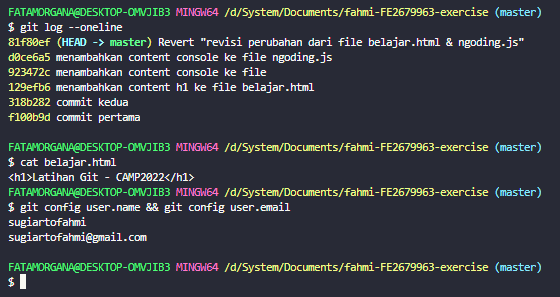 FATAMORGANA@DESKTOP-OMVJIB3 MINGW64 /d/System/Documents/fahmi-FE2679963-exercise (master)
$ git log --oneline
81f80ef (HEAD -> master) Revert "revisi perubahan dari file belajar.html & ngoding.js"
d0ce6a5 menambahkan content console ke file ngoding.js
923472c menambahkan content console ke file
129efb6 menambahkan content h1 ke file belajar.html
318b282 commit kedua
f100b9d commit pertama
FATAMORGANA@DESKTOP-OMVJIB3 MINGW64 /d/System/Documents/fahmi-FE2679963-exercise (master)
$ cat belajar.html
<h1>Latihan Git - CAMP2022</h1>
FATAMORGANA@DESKTOP-OMVJIB3 MINGW64 /d/System/Documents/fahmi-FE2679963-exercise (master)
$ git config user.name && git config user.email
sugiartofahmi
sugiartofahmi@gmail.com
FATAMORGANA@DESKTOP-OMVJIB3 MINGW64 /d/System/Documents/fahmi-FE2679963-exercise (master)
$